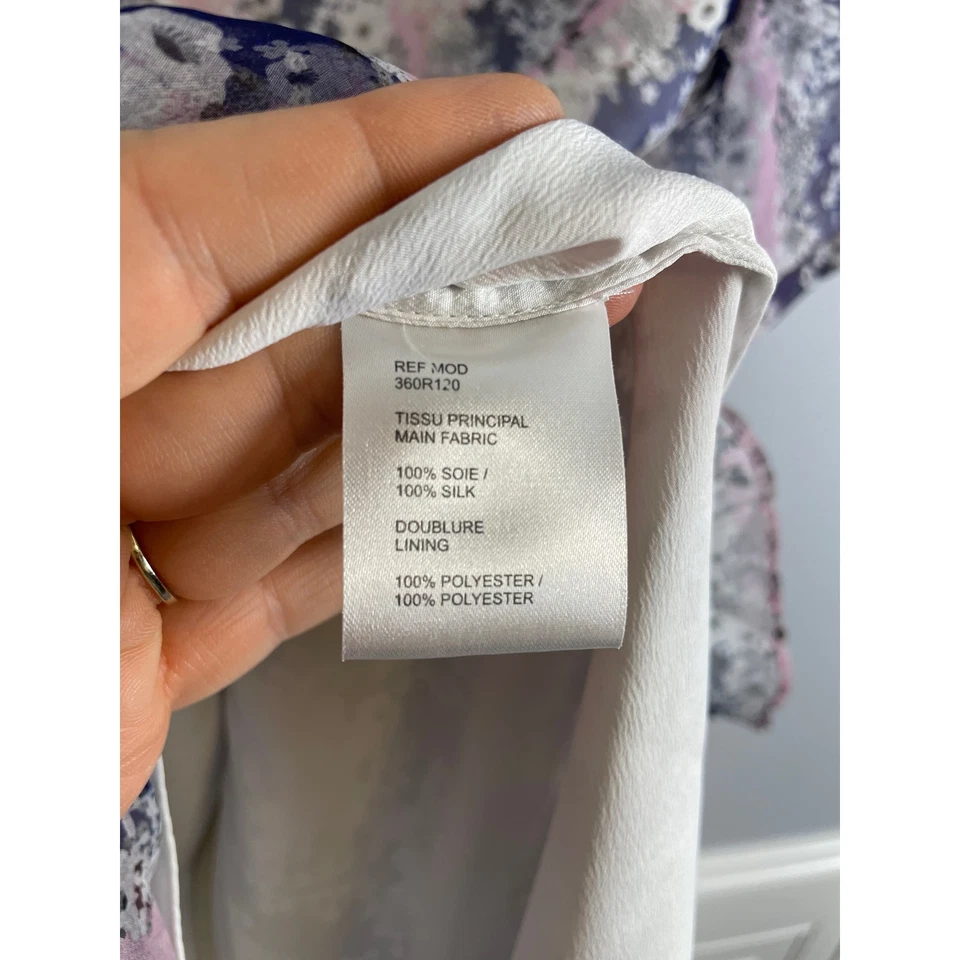 REF MOD
360R120
TISSU PRINCIPAL
MAIN FABRIC
100% SOIE /
100% SILK
DOUBLURE
LINING
100% POLYESTER /
100% POLYESTER